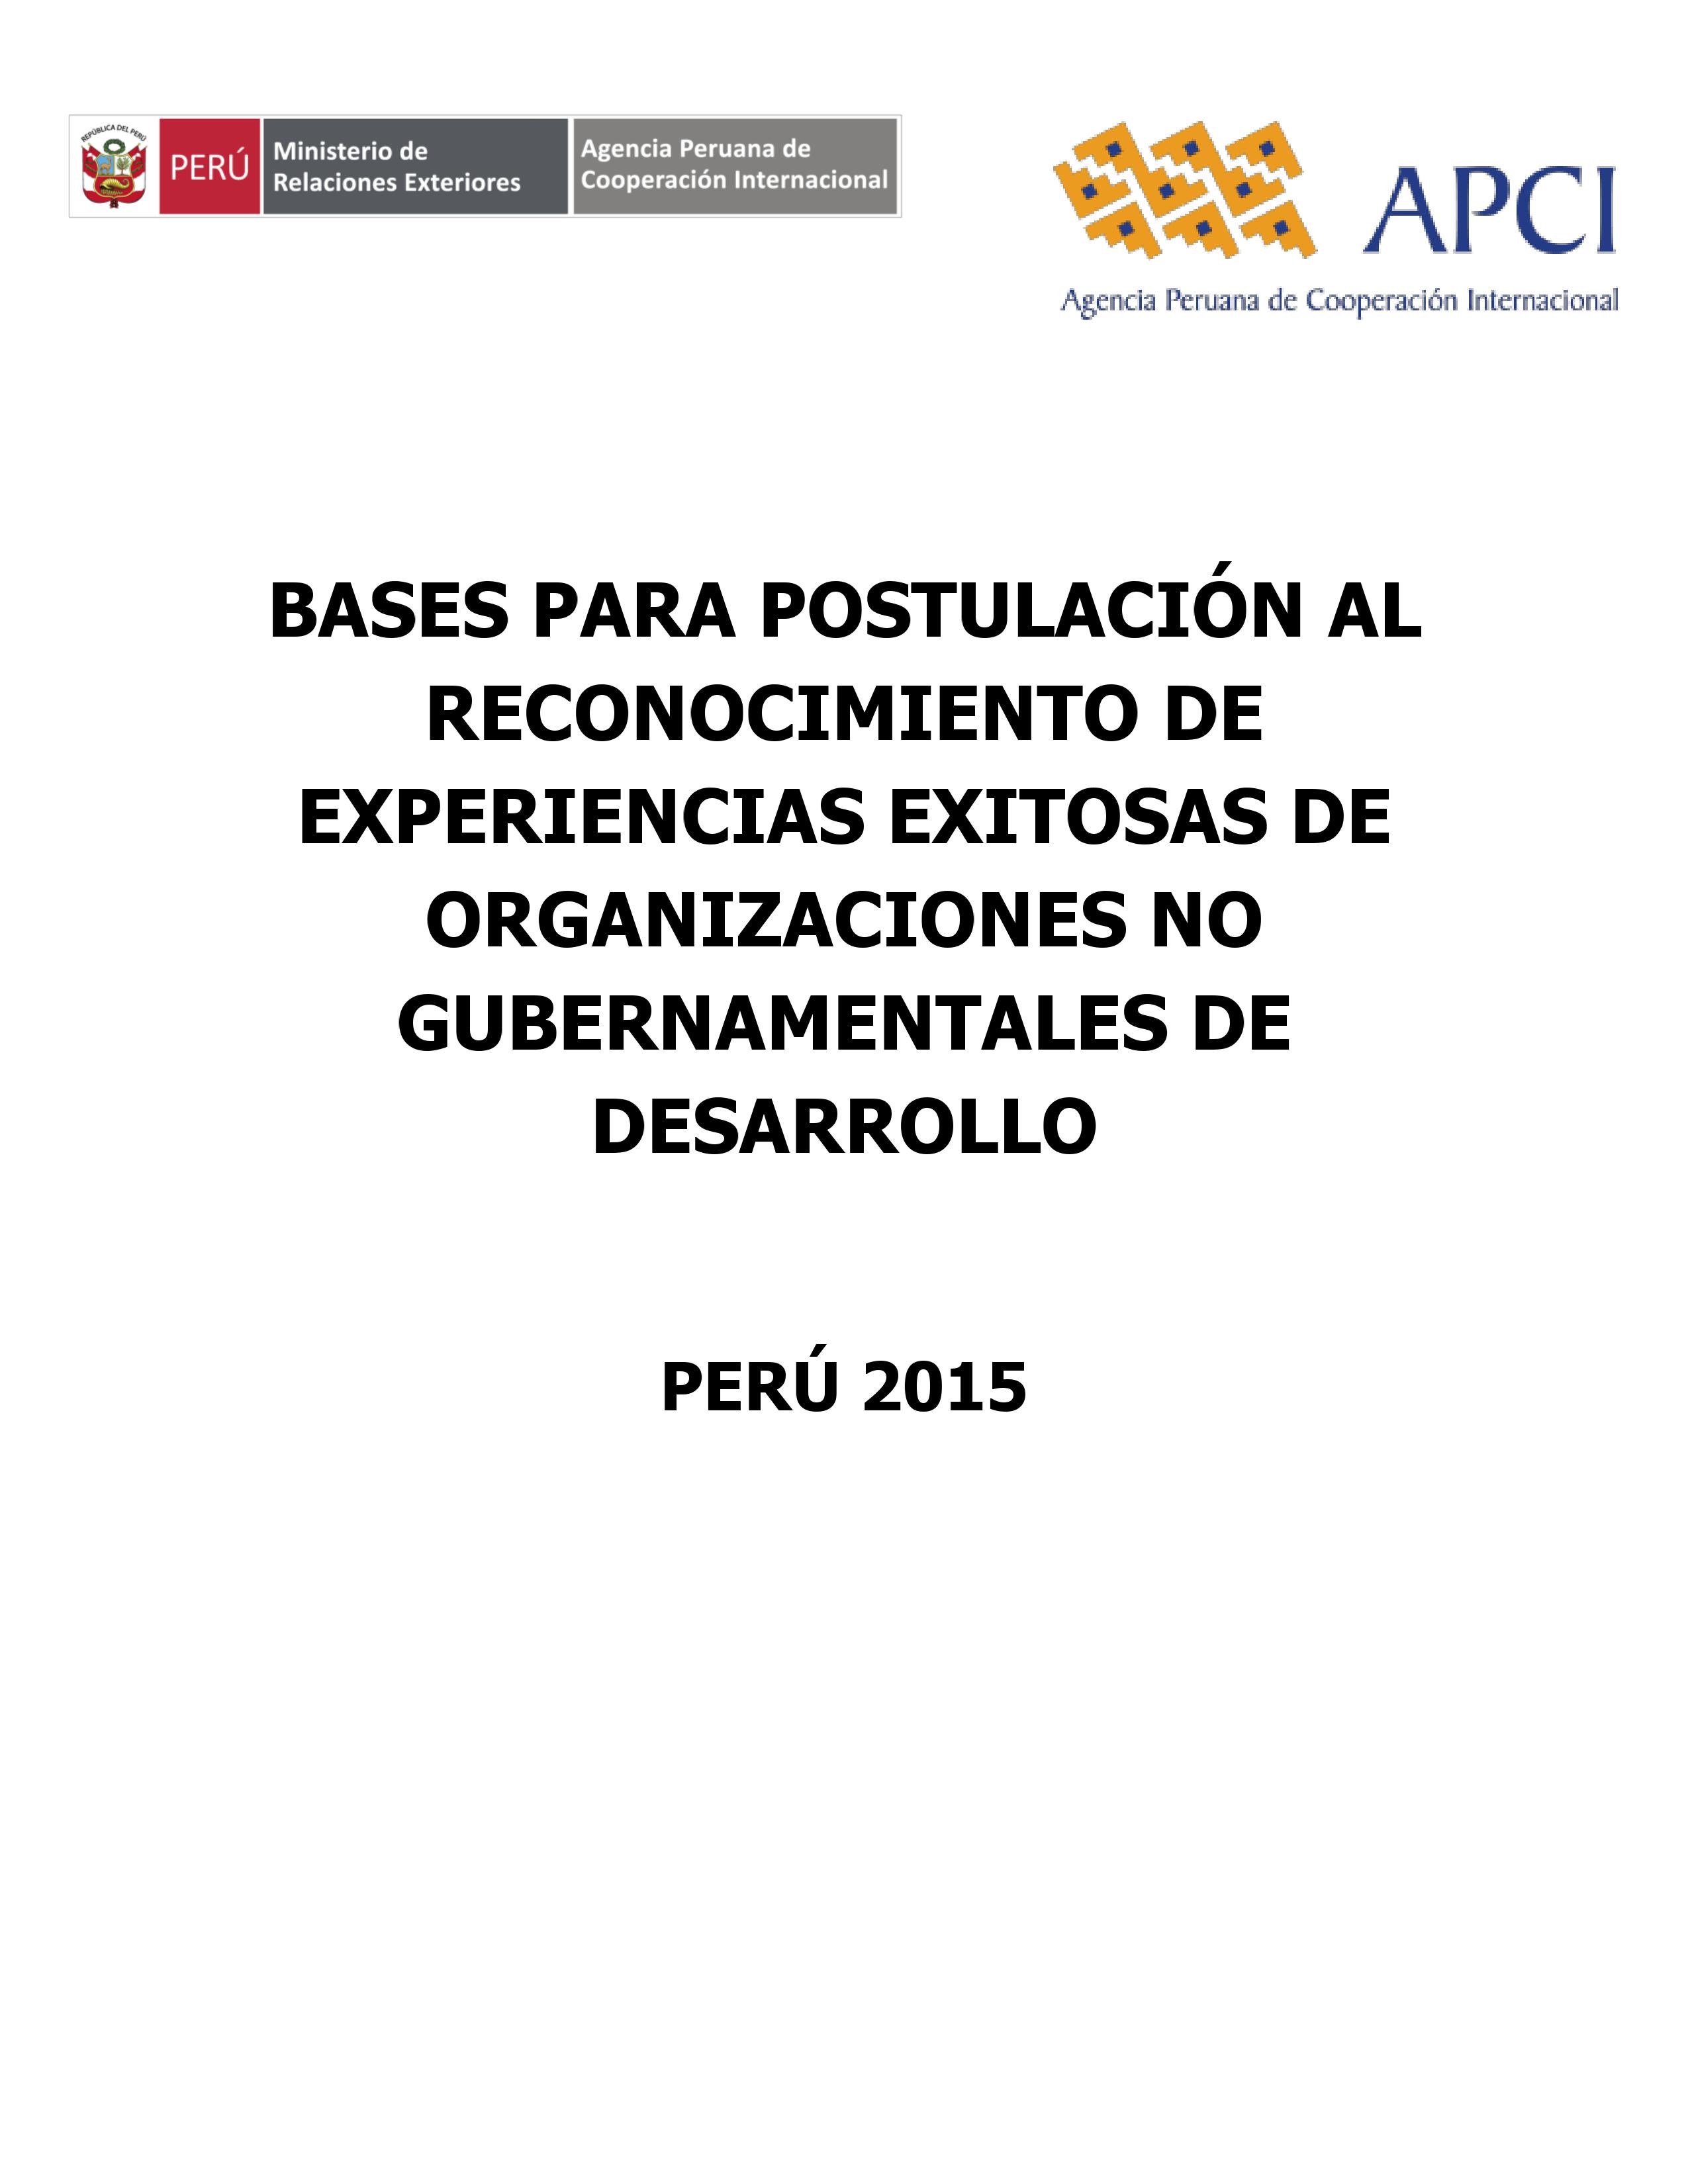 REPÚBLICA DEL PERÚ
PERÚ
Ministerio de
Relaciones Exteriores
Agencia Peruana de
Cooperación Internacional
APCI
Agencia Peruana de Cooperación Internacional
BASES PARA POSTULACIÓN AL
RECONOCIMIENTO DE
EXPERIENCIAS EXITOSAS DE
ORGANIZACIONES NO
GUBERNAMENTALES DE
DESARROLLO
PERÚ 2015